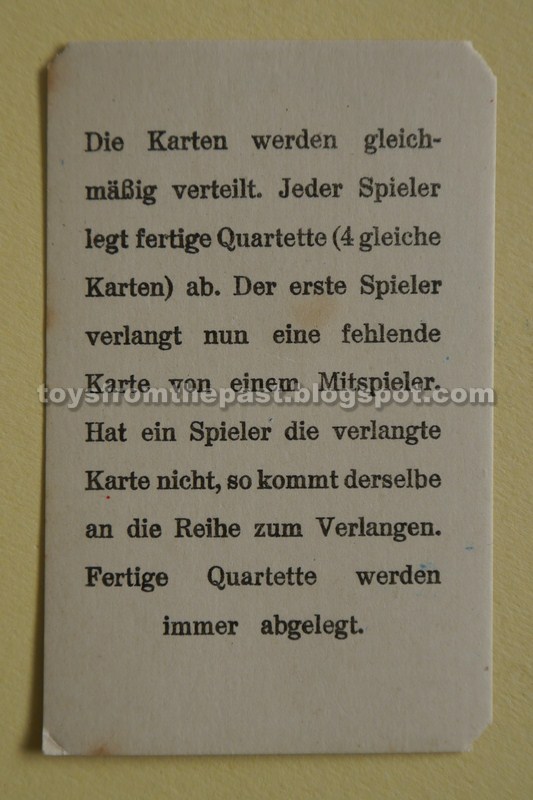 Die Karten werden gleich-
mäßig verteilt. Jeder Spieler
legt fertige Quartette (4 gleiche
Karten) ab. Der erste Spieler
verlangt nun eine fehlende
Karte von einem Mitspieler.
toysfromthepast.blogspot.com
Hat ein Spieler die verlangte
Karte nicht, so kommt derselbe
an die Reihe zum Verlangen.
Fertige Quartette werden
immer abgelegt.